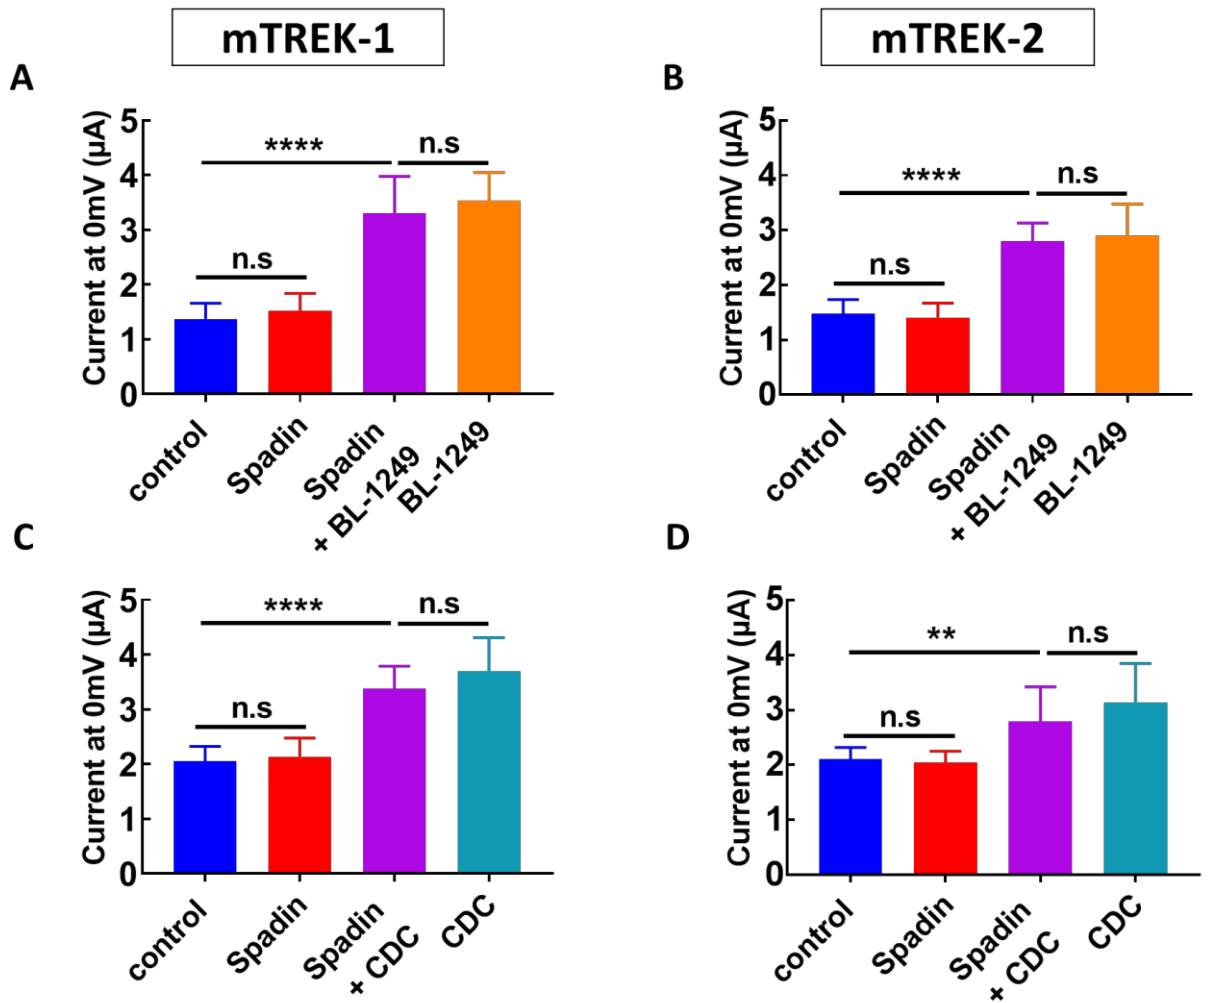 mTREK-1
mTREK-2
A
Current at 0mV (µA)
5
4
3
2
1
0
****
n.s
n.s
control
Spadin
Spadin
+ BL-1249
BL-1249
B
Current at 0mV (µA)
5
4
3
2
1
0
****
n.s
n.s
control
Spadin
Spadin
+ BL-1249
BL-1249
C
Current at 0mV (µA)
5
4
3
2
1
0
****
n.s
n.s
control
Spadin
Spadin
+ CDC
CDC
D
Current at 0mV (µA)
5
4
3
2
1
0
**
n.s
n.s
control
Spadin
Spadin
+ CDC
CDC